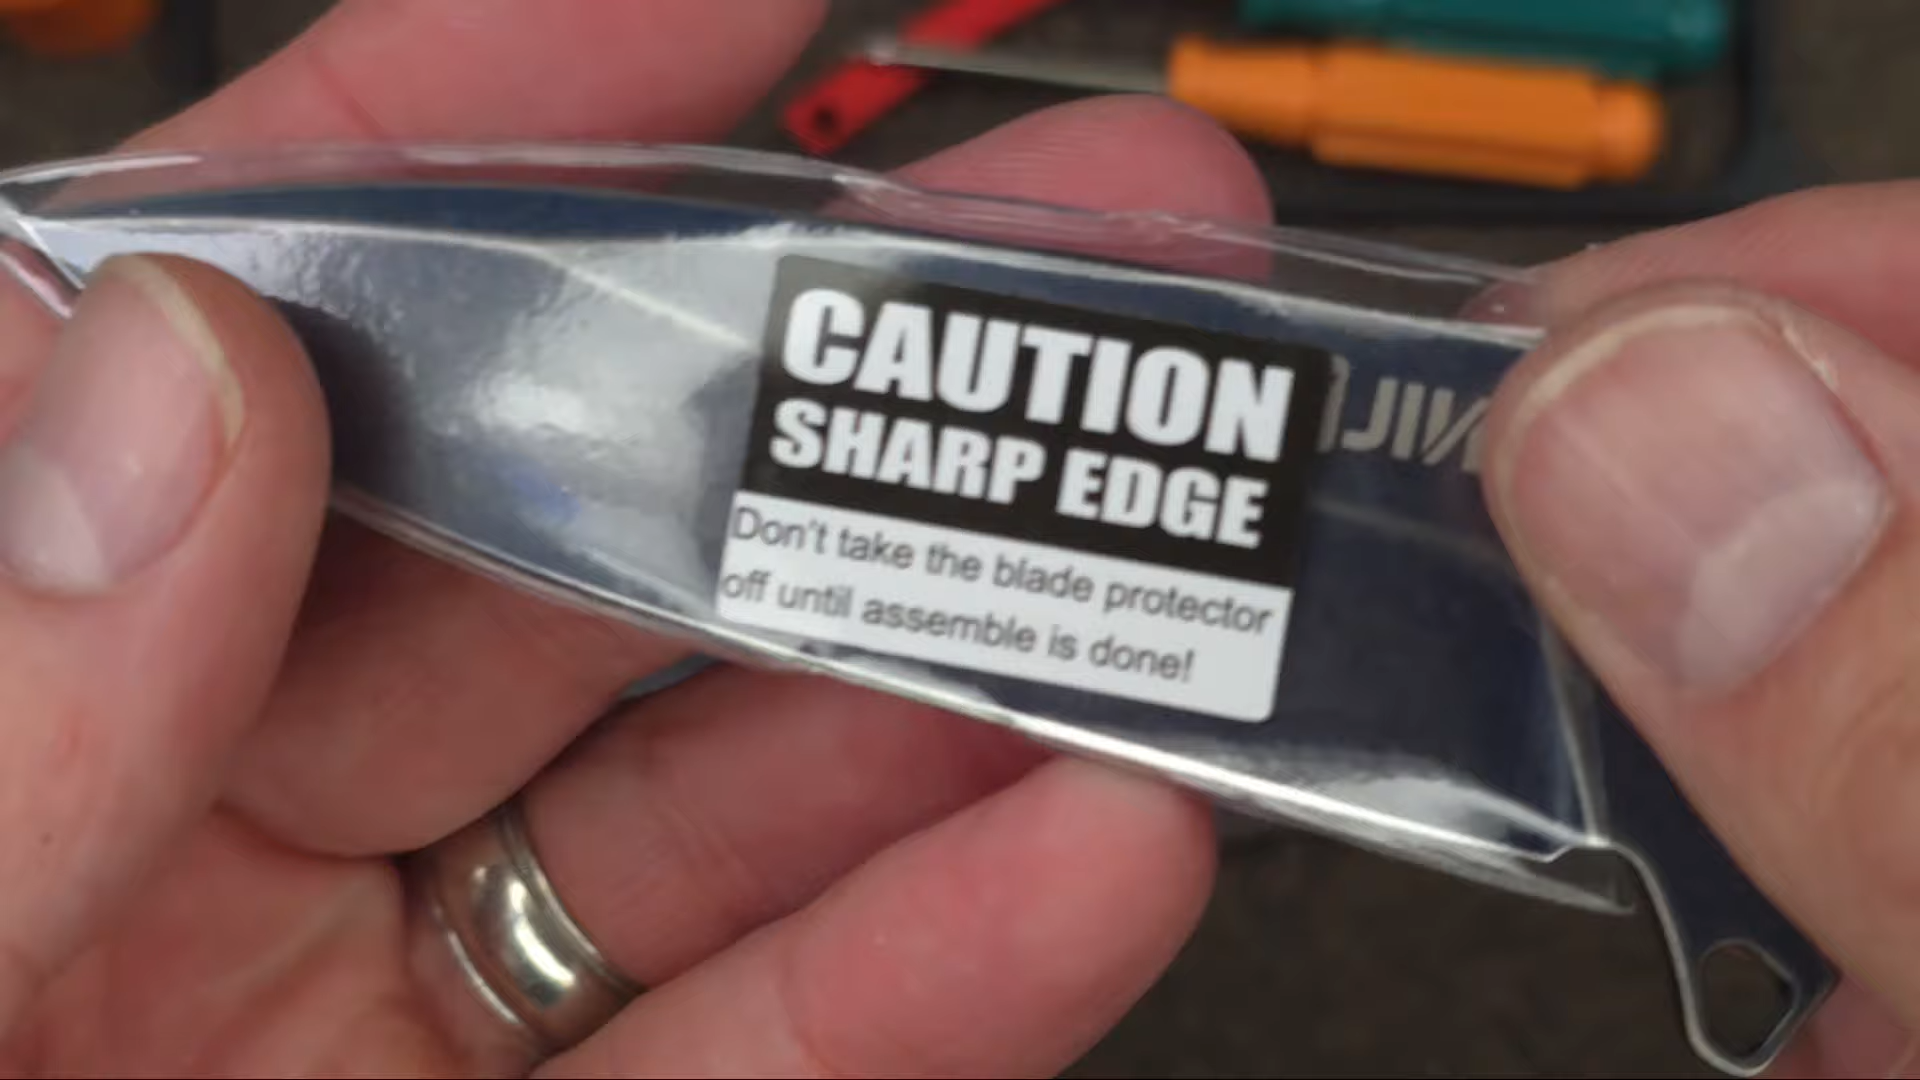 CAUTION
SHARP EDGE
Don't take the blade protector
off until assemble is done!